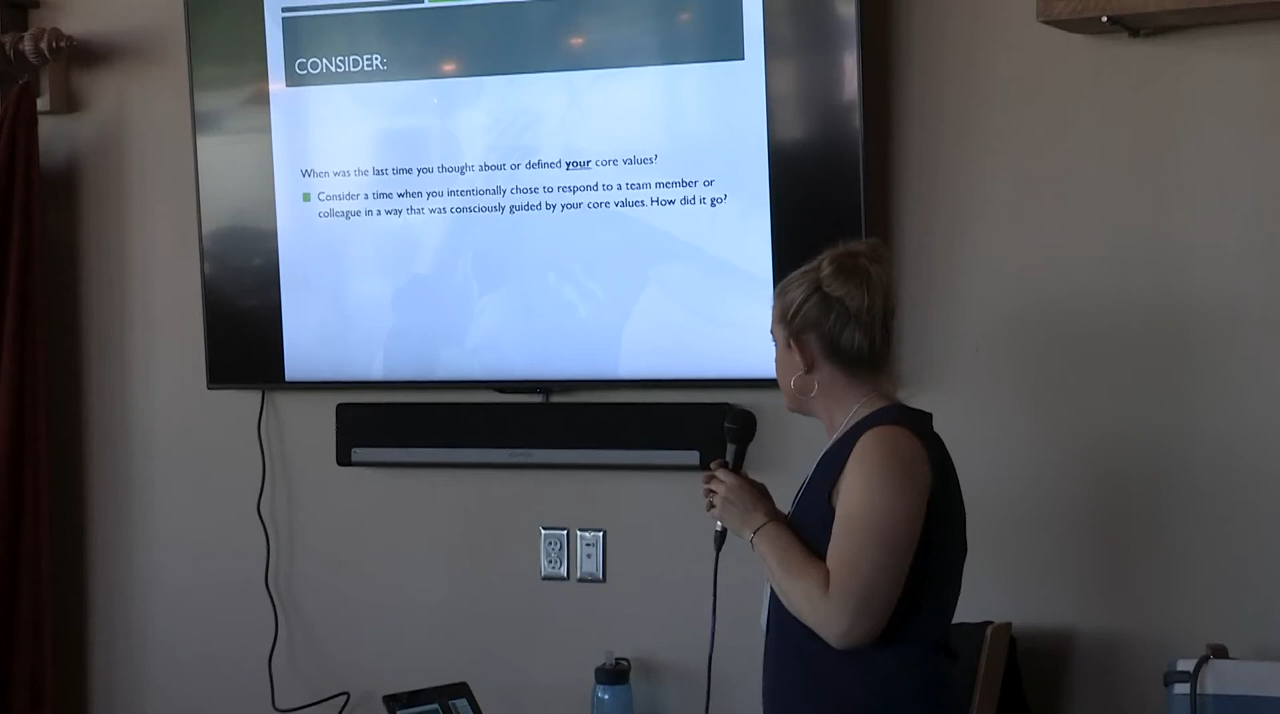 CONSIDER:
When was the last time you thought about or defined your core values?
Consider a time when you intentionally chose to respond to a team member or
colleague in a way that was consciously guided by your core values. How did it go?